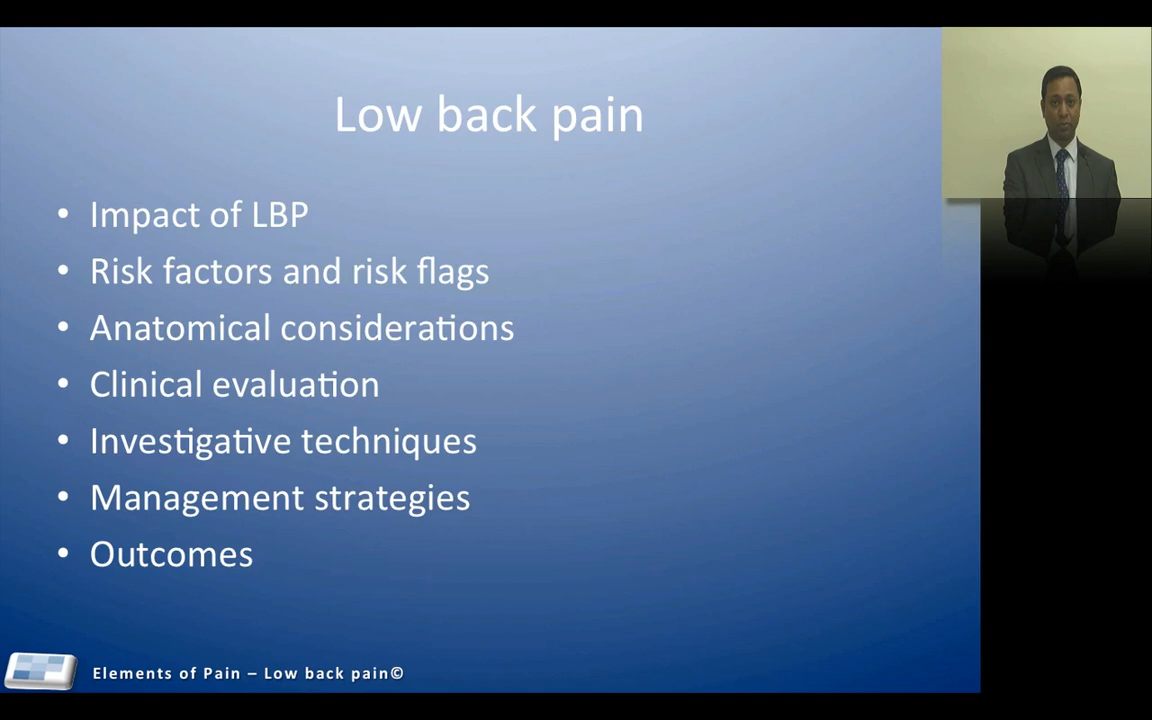 Low back pain
• Impact of LBP
• Risk factors and risk flags
• Anatomical considerations
• Clinical evaluation
• Investigative techniques
• Management strategies
• Outcomes
Elements of Pain – Low back pain©